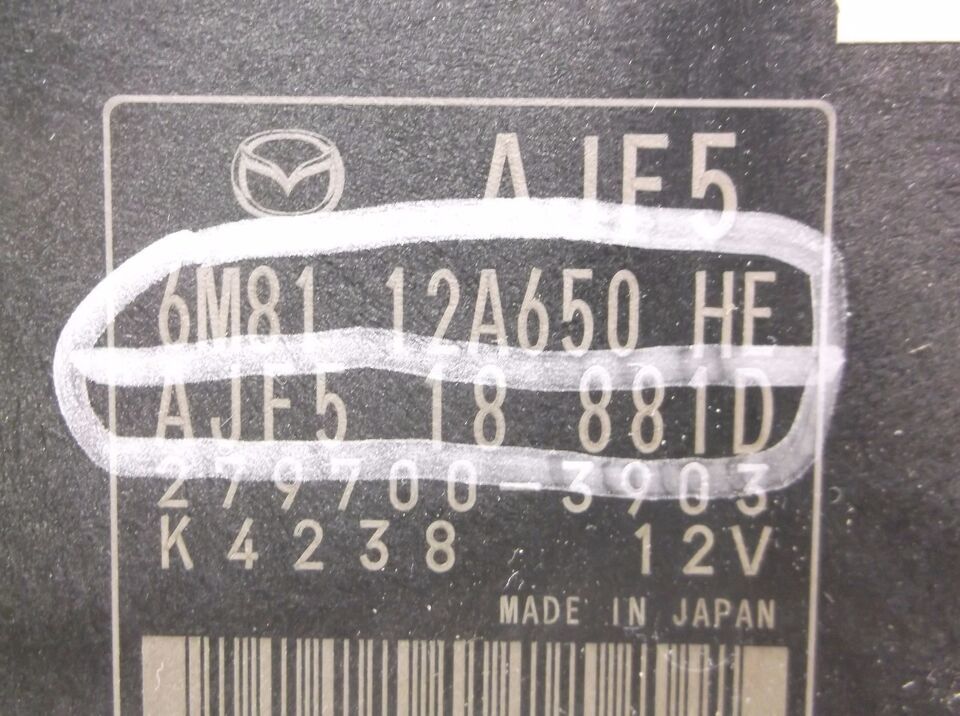 AJF5
6M81 12A650 HE
AJF5 18 881D
279700-3903
K4238 12V
MADE IN JAPAN